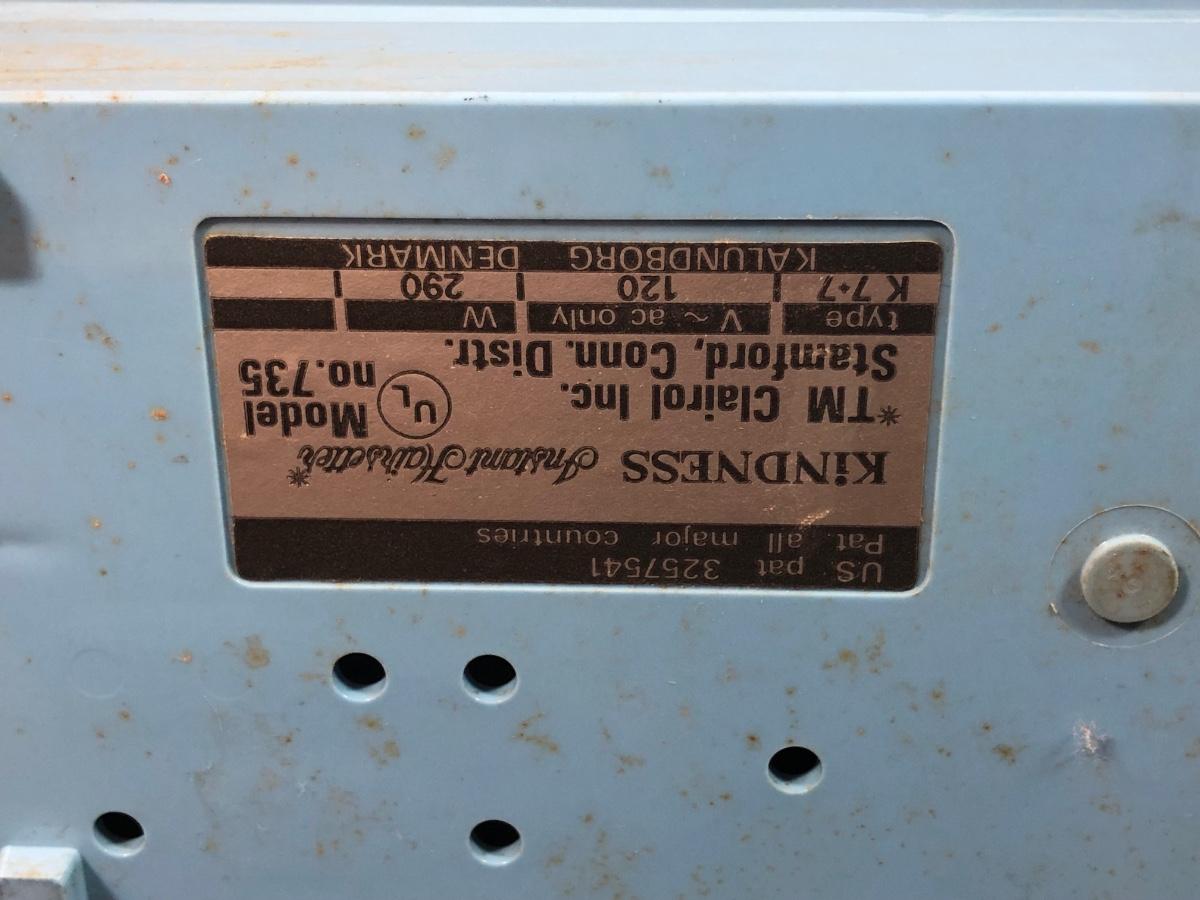 U.S. pat 3257541
Pat. all major countries
KiNDNESS Instant Hairsetter*
*TM Clairol Inc.
Stamford, Conn. Distr.
UL
Model
no.735
type V ~ ac only W
K 7·7 120 290
KALUNDBORG DENMARK